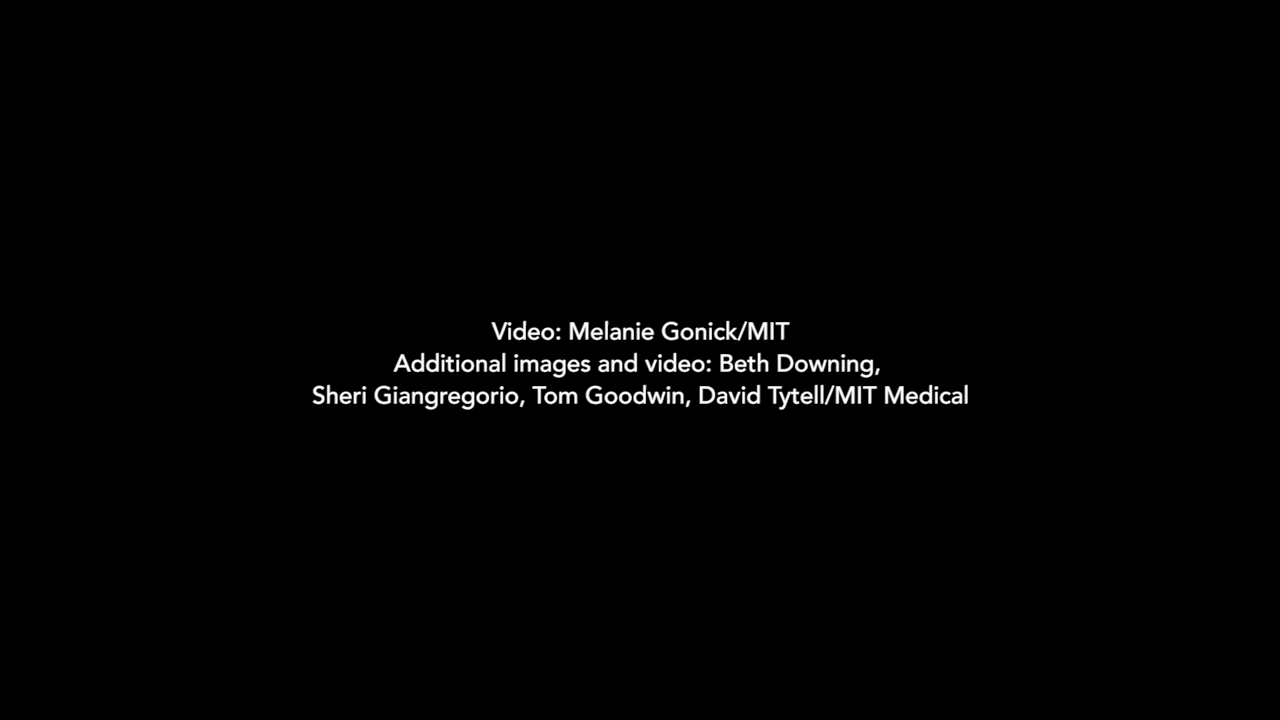 Video: Melanie Gonick/MIT
Additional images and video: Beth Downing,
Sheri Giangregorio, Tom Goodwin, David Tytell/MIT Medical